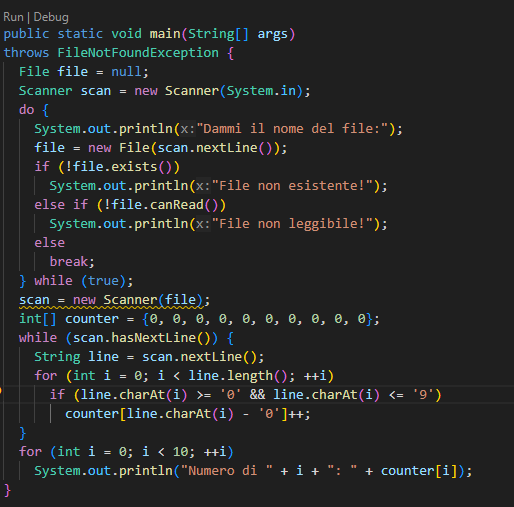 Run | Debug
public static void main(String[] args)
throws FileNotFoundException {
  File file = null;
  Scanner scan = new Scanner(System.in);
  do {
    System.out.println(x:"Dammi il nome del file:");
    file = new File(scan.nextLine());
    if (!file.exists())
      System.out.println(x:"File non esistente!");
    else if (!file.canRead())
      System.out.println(x:"File non leggibile!");
    else
      break;
  } while (true);
  scan = new Scanner(file);
  int[] counter = {0, 0, 0, 0, 0, 0, 0, 0, 0, 0};
  while (scan.hasNextLine()) {
    String line = scan.nextLine();
    for (int i = 0; i < line.length(); ++i)
      if (line.charAt(i) >= '0' && line.charAt(i) <= '9')
        counter[line.charAt(i) - '0']++;
  }
  for (int i = 0; i < 10; ++i)
    System.out.println("Numero di " + i + ": " + counter[i]);
}